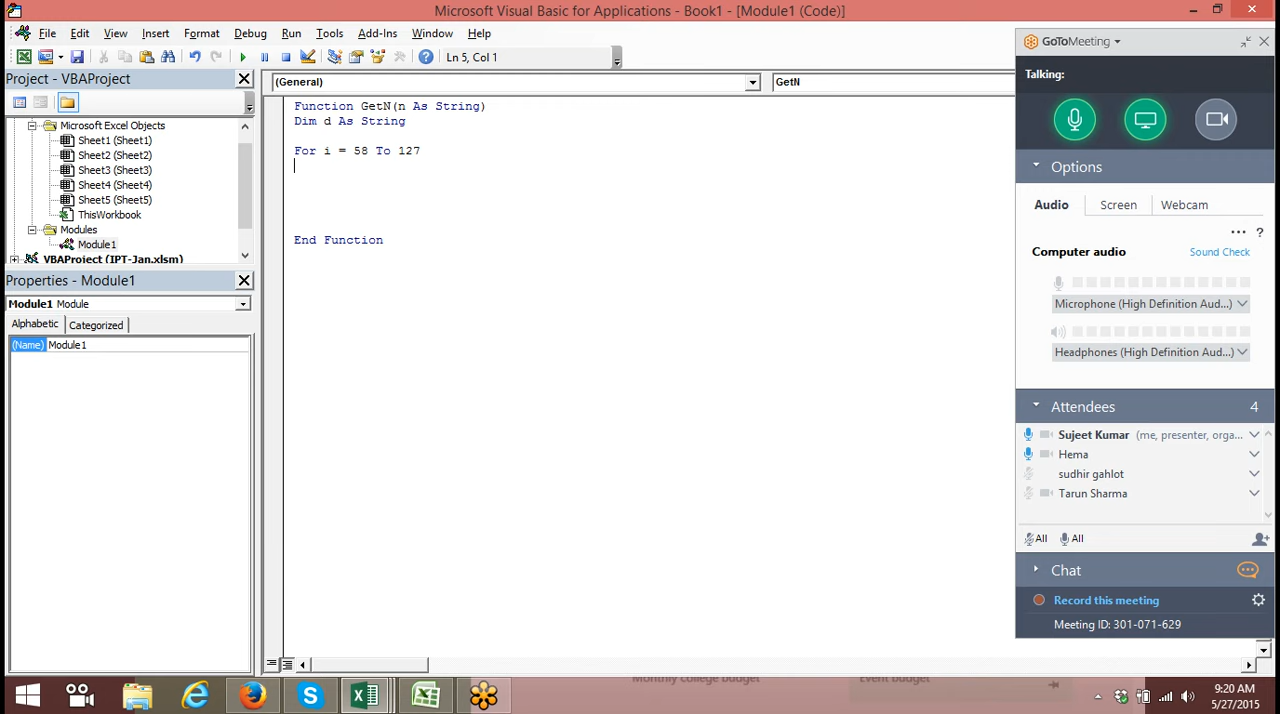 Microsoft Visual Basic for Applications - Book1 - [Module1 (Code)]
File Edit View Insert Format Debug Run Tools Add-Ins Window Help
Ln 5, Col 1
Project - VBAProject
Microsoft Excel Objects
Sheet1 (Sheet1)
Sheet2 (Sheet2)
Sheet3 (Sheet3)
Sheet4 (Sheet4)
Sheet5 (Sheet5)
ThisWorkbook
Modules
Module1
VBAProject (IPT-Jan.xlsm)
Properties - Module1
Module1 Module
Alphabetic Categorized
(Name) Module1
(General) GetN
Function GetN(n As String)
Dim d As String
For i = 58 To 127
End Function
GoToMeeting
Talking:
Options
Audio Screen Webcam
... ?
Computer audio Sound Check
Microphone (High Definition Aud...)
Headphones (High Definition Aud...)
Attendees 4
Sujeet Kumar (me, presenter, orga...
Hema
sudhir gahlot
Tarun Sharma
All All
Chat
Record this meeting
Meeting ID: 301-071-629
Monthly college budget Event budget
9:20 AM
5/27/2015